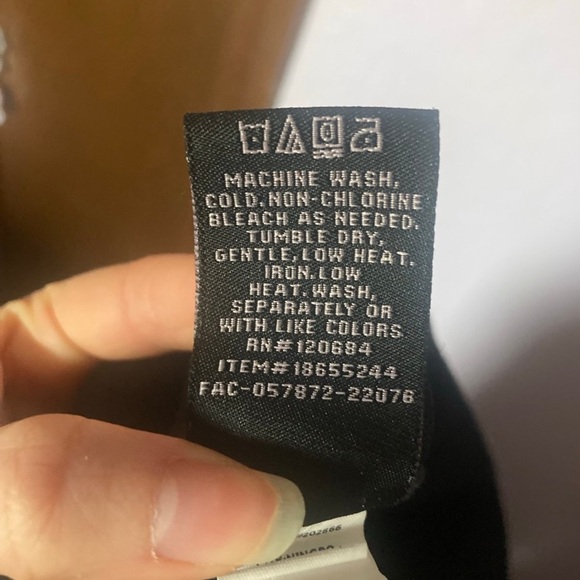 MACHINE WASH,
COLD. NON-CHLORINE
BLEACH AS NEEDED.
TUMBLE DRY,
GENTLE, LOW HEAT.
IRON, LOW
HEAT. WASH,
SEPARATELY OR
WITH LIKE COLORS
RN#120684
ITEM#18655244
FAC-057872-22076